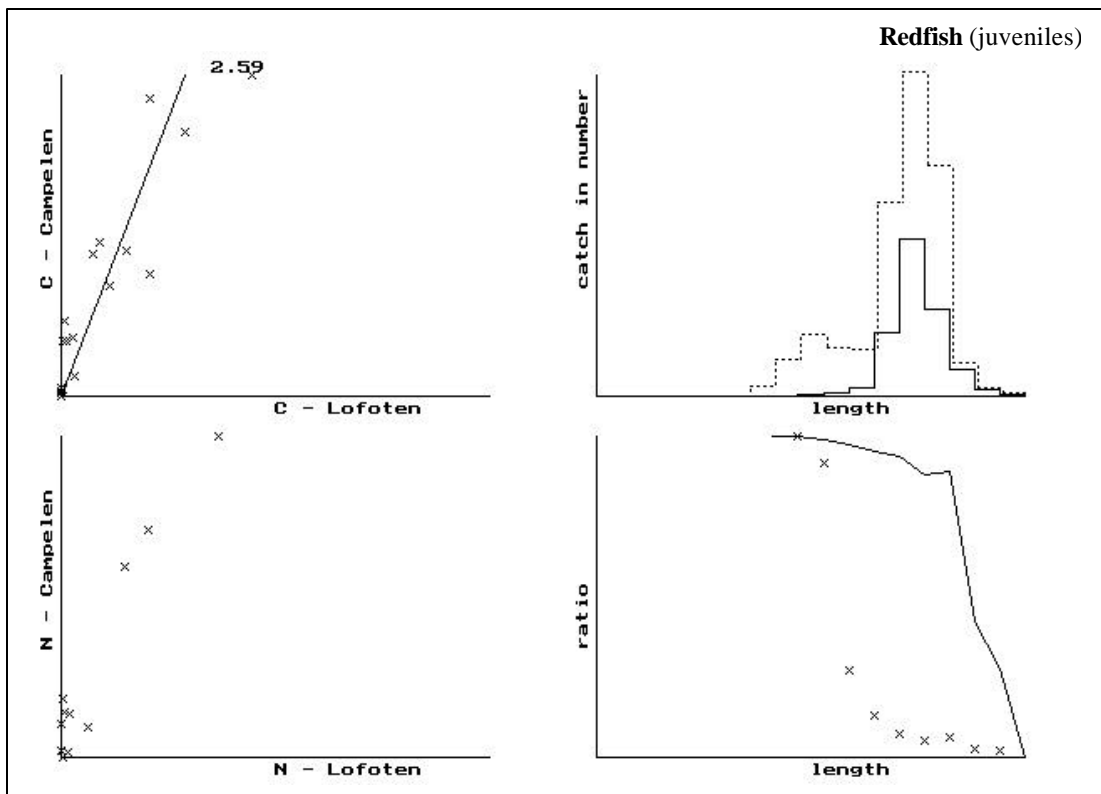 Redfish (juveniles)
2.59
C - Campelen
C - Lofoten
catch in number
length
N - Campelen
N - Lofoten
ratio
length